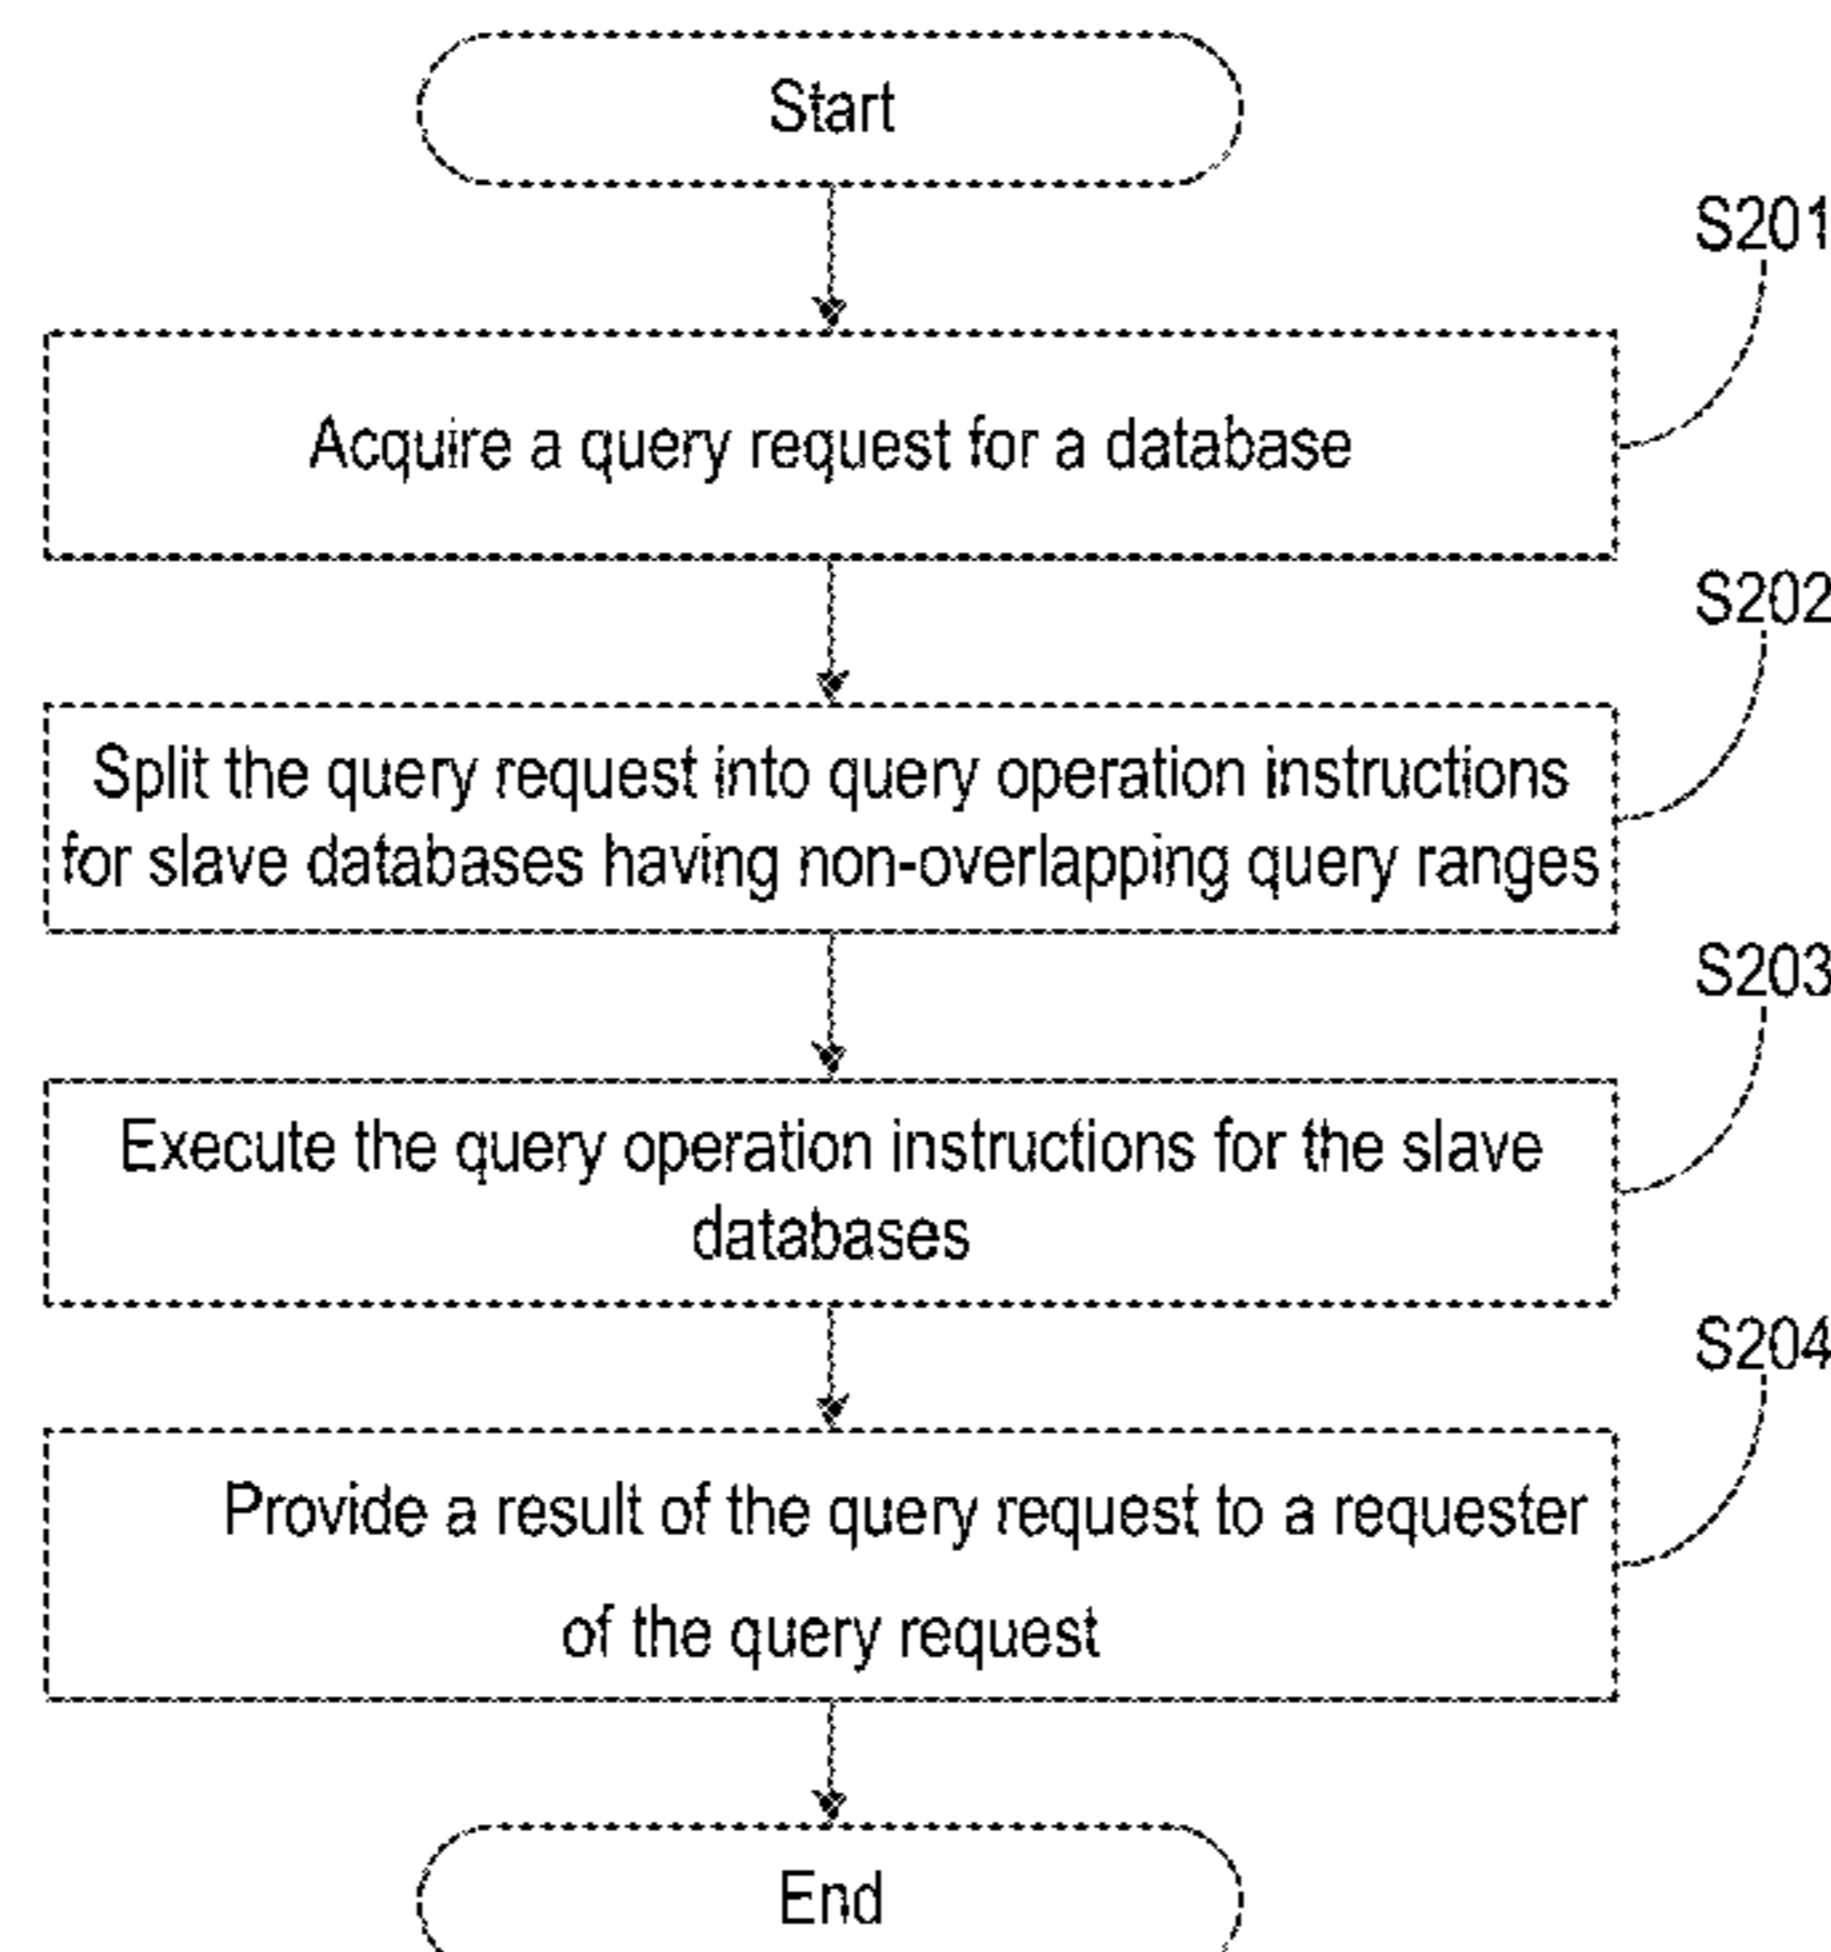 Start
S201
Acquire a query request for a database
S202
Split the query request into query operation instructions
for slave databases having non-overlapping query ranges
S203
Execute the query operation instructions for the slave
databases
S204
Provide a result of the query request to a requester
of the query request
End